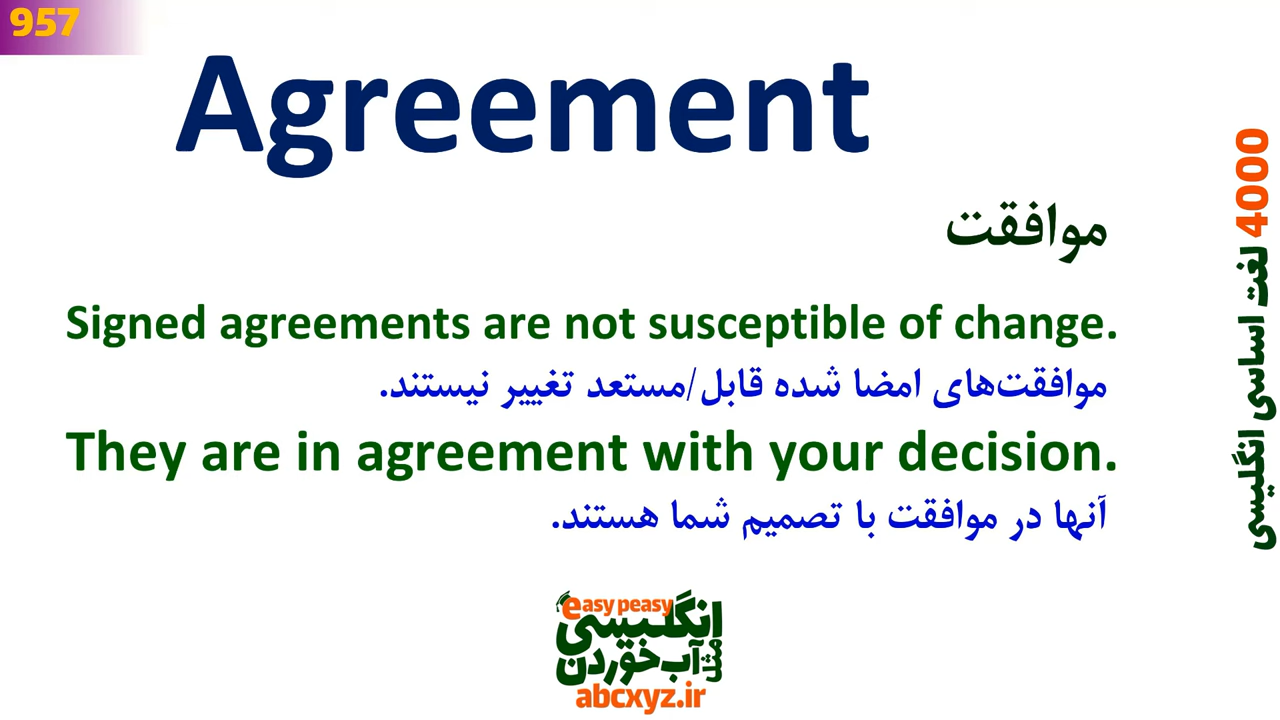 957
Agreement
موافقت
Signed agreements are not susceptible of change.
موافقت‌های امضا شده قابل/مستعد تغییر نیستند.
They are in agreement with your decision.
آنها در موافقت با تصمیم شما هستند.
4000 لغت اساسی انگلیسی
easy peasy
انگلیسی
مثل آب خوردن
abcxyz.ir